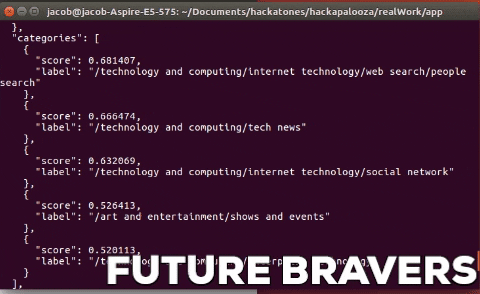 jacob@jacob-Aspire-E5-575: ~/Documents/hackatones/hackapalooza/realWork/app
},
"categories": [
{
"score": 0.681407,
"label": "/technology and computing/internet technology/web search/people
search"
},
{
"score": 0.666474,
"label": "/technology and computing/tech news"
},
{
"score": 0.632069,
"label": "/technology and computing/internet technology/social network"
},
{
"score": 0.526413,
"label": "/art and entertainment/shows and events"
},
{
"score": 0.520113,
"label":
}
],
FUTURE BRAVERS